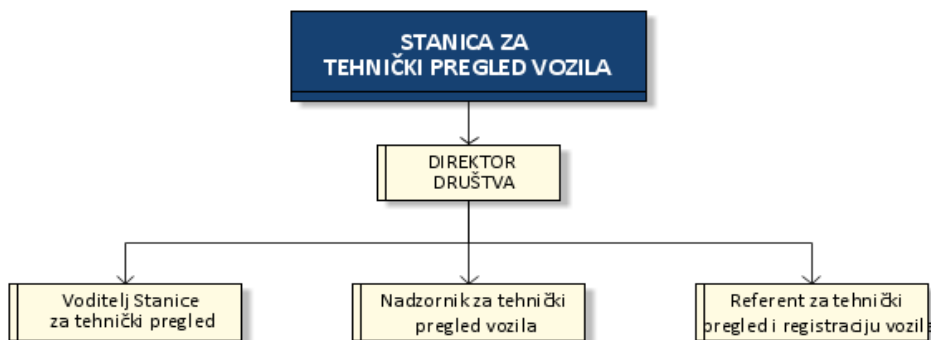 STANICA ZA
TEHNIČKI PREGLED VOZILA
DIREKTOR
DRUŠTVA
Voditelj Stanice
za tehnički pregled
Nadzornik za tehnički
pregled vozila
Referent za tehnički
pregled i registraciju vozila